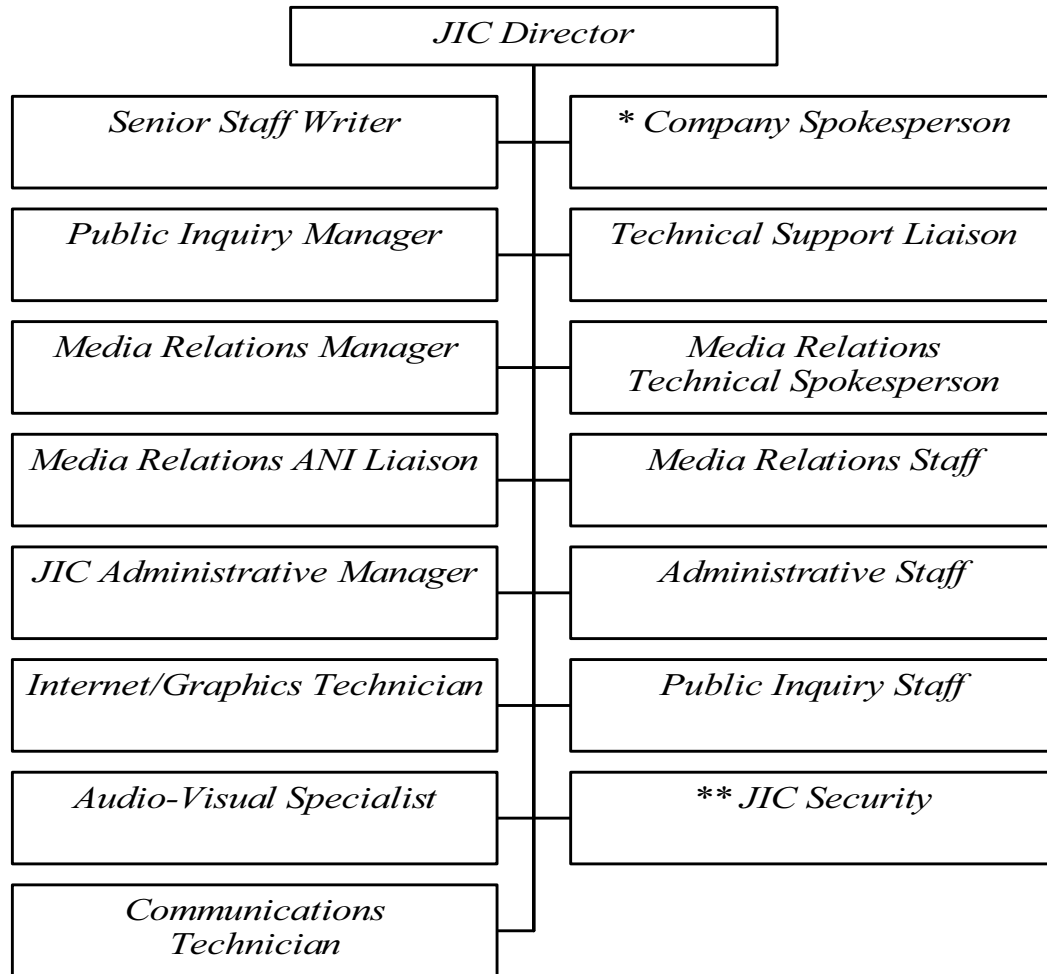 JIC Director
Senior Staff Writer
* Company Spokesperson
Public Inquiry Manager
Technical Support Liaison
Media Relations Manager
Media Relations
Technical Spokesperson
Media Relations ANI Liaison
Media Relations Staff
JIC Administrative Manager
Administrative Staff
Internet/Graphics Technician
Public Inquiry Staff
Audio-Visual Specialist
** JIC Security
Communications
Technician